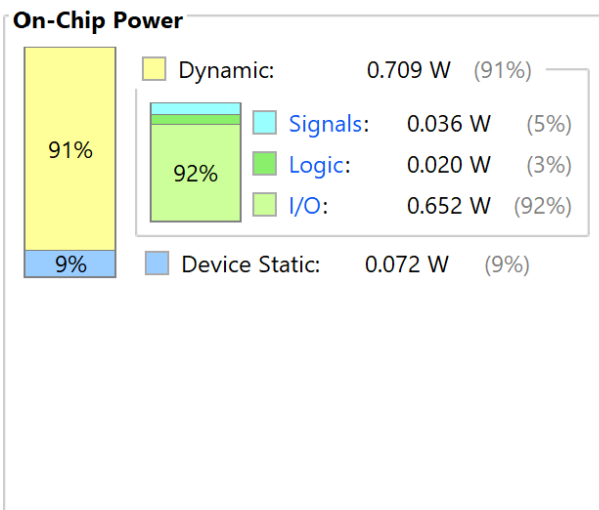 On-Chip Power
Dynamic: 0.709 W (91%)
91%
Signals: 0.036 W (5%)
Logic: 0.020 W (3%)
92%
I/O: 0.652 W (92%)
9%
Device Static: 0.072 W (9%)